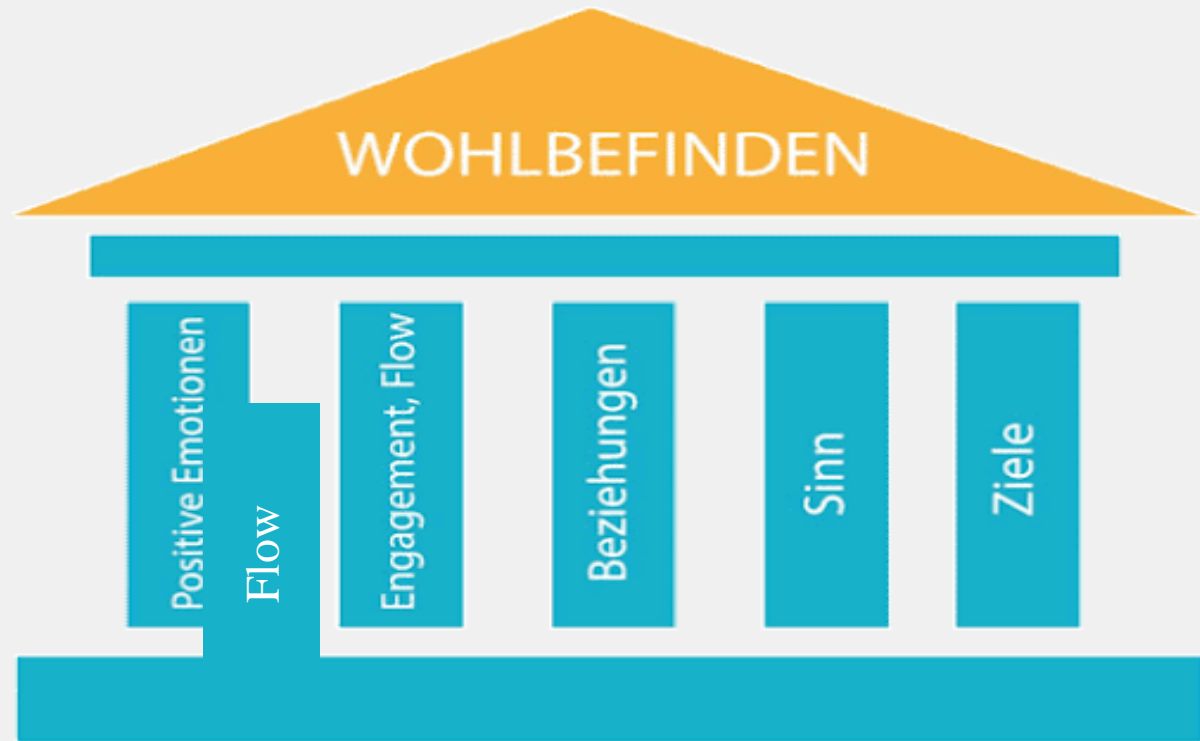 WOHLBEFINDEN
Positive Emotionen
Flow
Engagement, Flow
Beziehungen
Sinn
Ziele